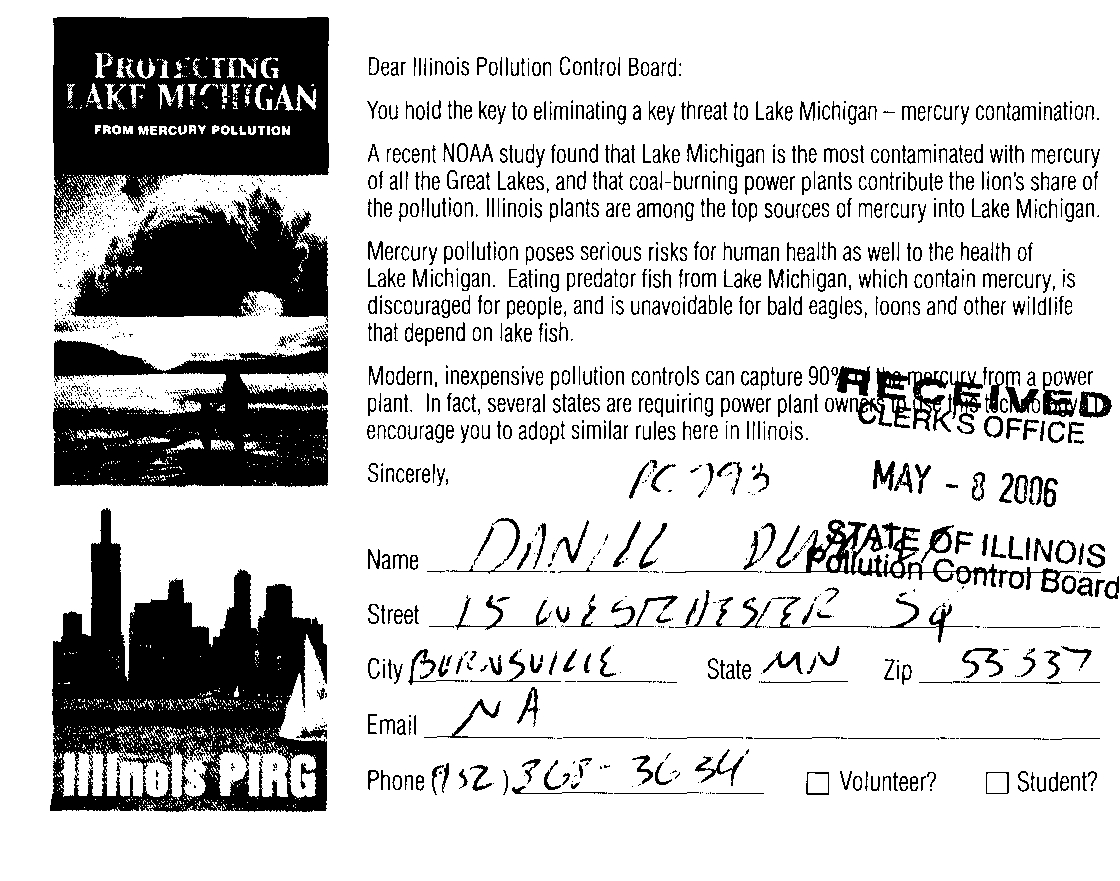 PROTECTING
LAKE MICHIGAN
FROM MERCURY POLLUTION
Illinois PIRG
Dear Illinois Pollution Control Board:
You hold the key to eliminating a key threat to Lake Michigan – mercury contamination.
A recent NOAA study found that Lake Michigan is the most contaminated with mercury
of all the Great Lakes, and that coal-burning power plants contribute the lion's share of
the pollution. Illinois plants are among the top sources of mercury into Lake Michigan.
Mercury pollution poses serious risks for human health as well to the health of
Lake Michigan. Eating predator fish from Lake Michigan, which contain mercury, is
discouraged for people, and is unavoidable for bald eagles, loons and other wildlife
that depend on lake fish.
Modern, inexpensive pollution controls can capture 90% of the mercury from a power
plant. In fact, several states are requiring power plant owners to use this technology
encourage you to adopt similar rules here in Illinois.
RECEIVED
CLERK'S OFFICE
MAY - 8 2006
STATE OF ILLINOIS
Pollution Control Board
Sincerely,
PC 793
Name DANILL
Street 15 WESTCHESTER Sq
City BURNSVILLE State MN Zip 55337
Email NA
Phone (952) 368-3634 Volunteer? Student?